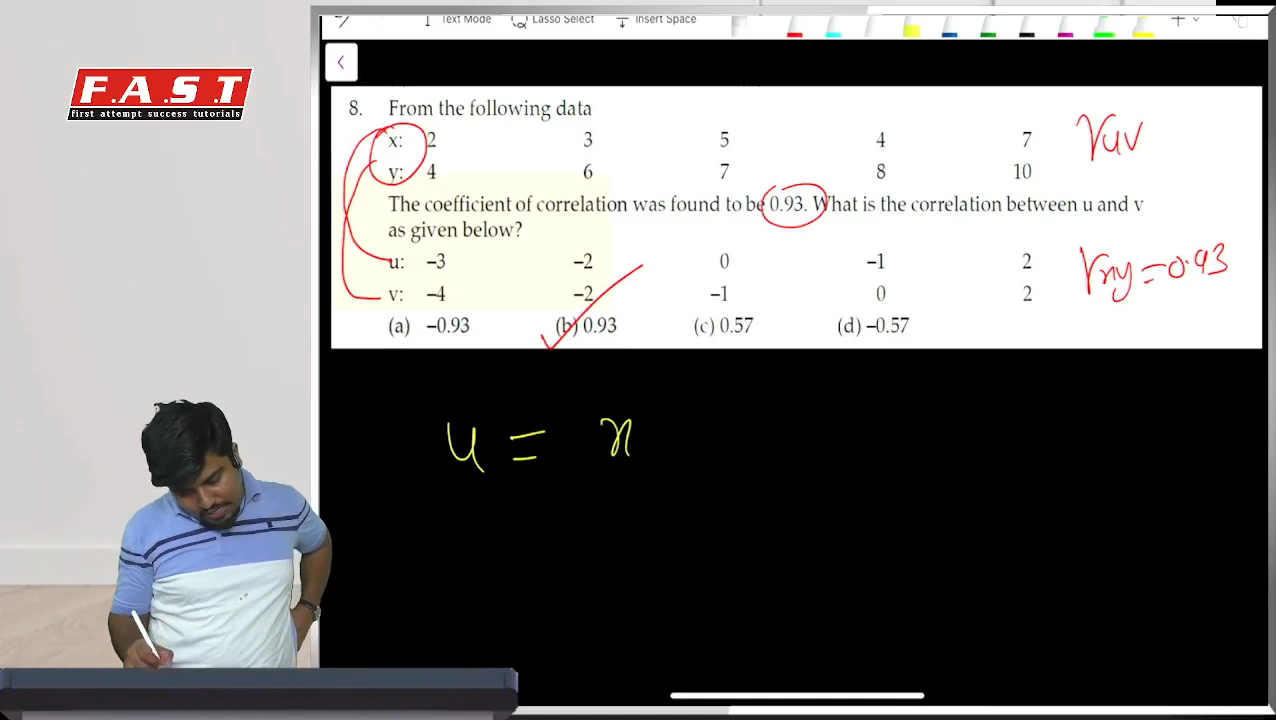 Text Mode Lasso Select Insert Space
F.A.S.T
first attempt success tutorials
8. From the following data
x: 2 3 5 4 7
y: 4 6 7 8 10
The coefficient of correlation was found to be 0.93. What is the correlation between u and v
as given below?
u: –3 –2 0 –1 2
v: –4 –2 –1 0 2
(a) –0.93 (b) 0.93 (c) 0.57 (d) –0.57
ruv
rxy = 0.93
u = x